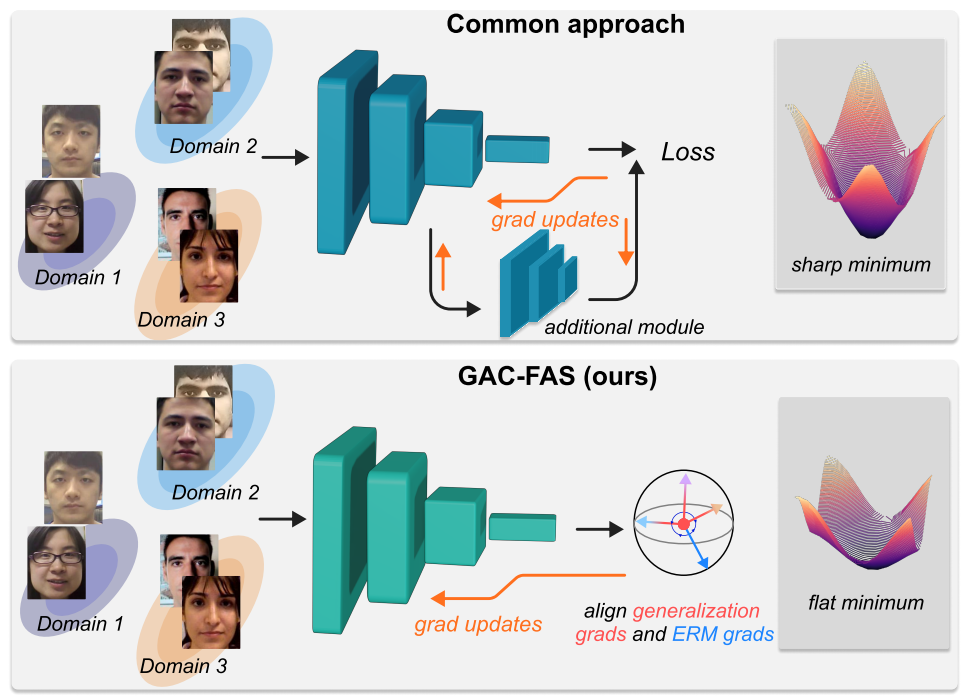 Common approach
Domain 2
Domain 1
Domain 3
Loss
grad updates
additional module
sharp minimum
GAC-FAS (ours)
Domain 2
Domain 1
Domain 3
grad updates
align generalization
grads and ERM grads
flat minimum